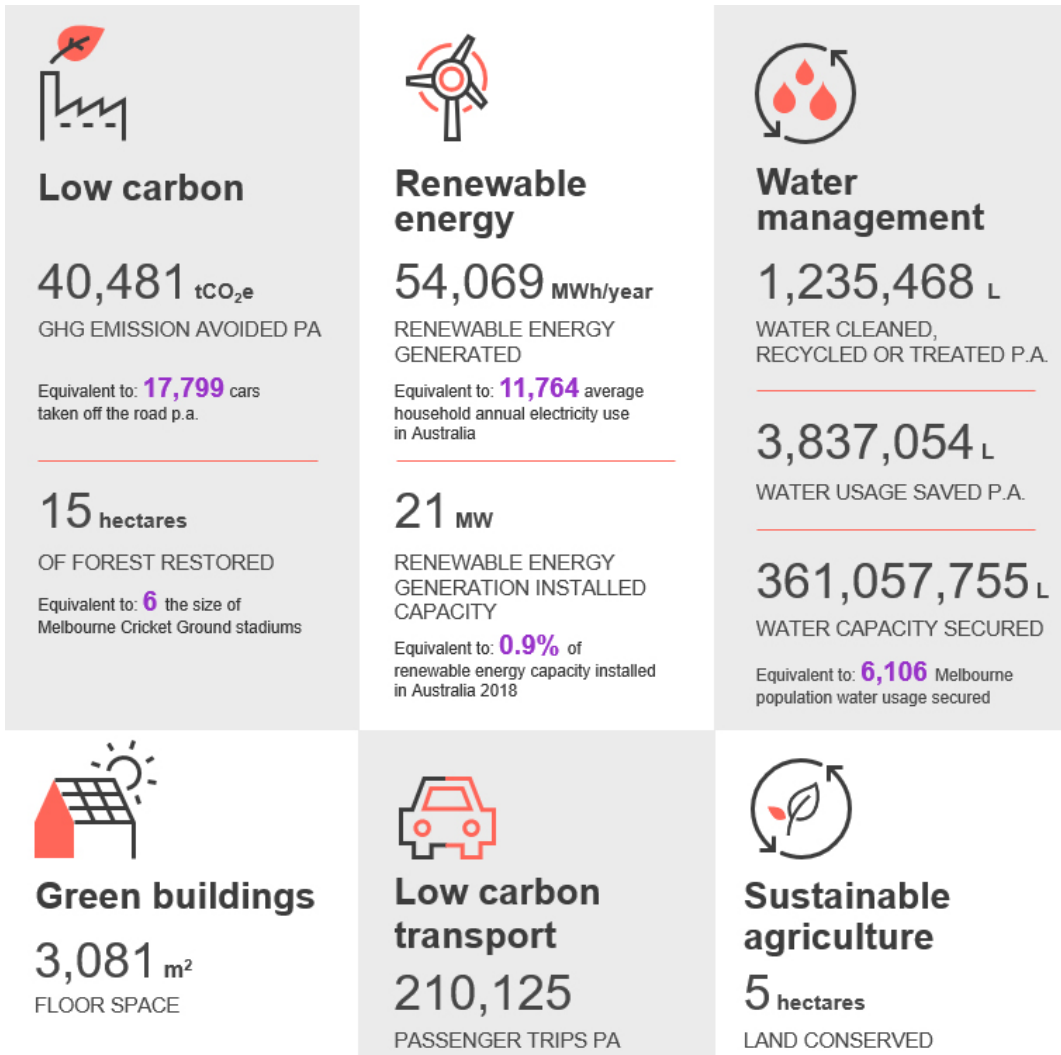 Low carbon
40,481 tCO₂e
GHG EMISSION AVOIDED PA
Equivalent to: 17,799 cars
taken off the road p.a.
15 hectares
OF FOREST RESTORED
Equivalent to: 6 the size of
Melbourne Cricket Ground stadiums
Renewable
energy
54,069 MWh/year
RENEWABLE ENERGY
GENERATED
Equivalent to: 11,764 average
household annual electricity use
in Australia
21 MW
RENEWABLE ENERGY
GENERATION INSTALLED
CAPACITY
Equivalent to: 0.9% of
renewable energy capacity installed
in Australia 2018
Water
management
1,235,468 L
WATER CLEANED,
RECYCLED OR TREATED P.A.
3,837,054 L
WATER USAGE SAVED P.A.
361,057,755 L
WATER CAPACITY SECURED
Equivalent to: 6,106 Melbourne
population water usage secured
Green buildings
3,081 m²
FLOOR SPACE
Low carbon
transport
210,125
PASSENGER TRIPS PA
Sustainable
agriculture
5 hectares
LAND CONSERVED